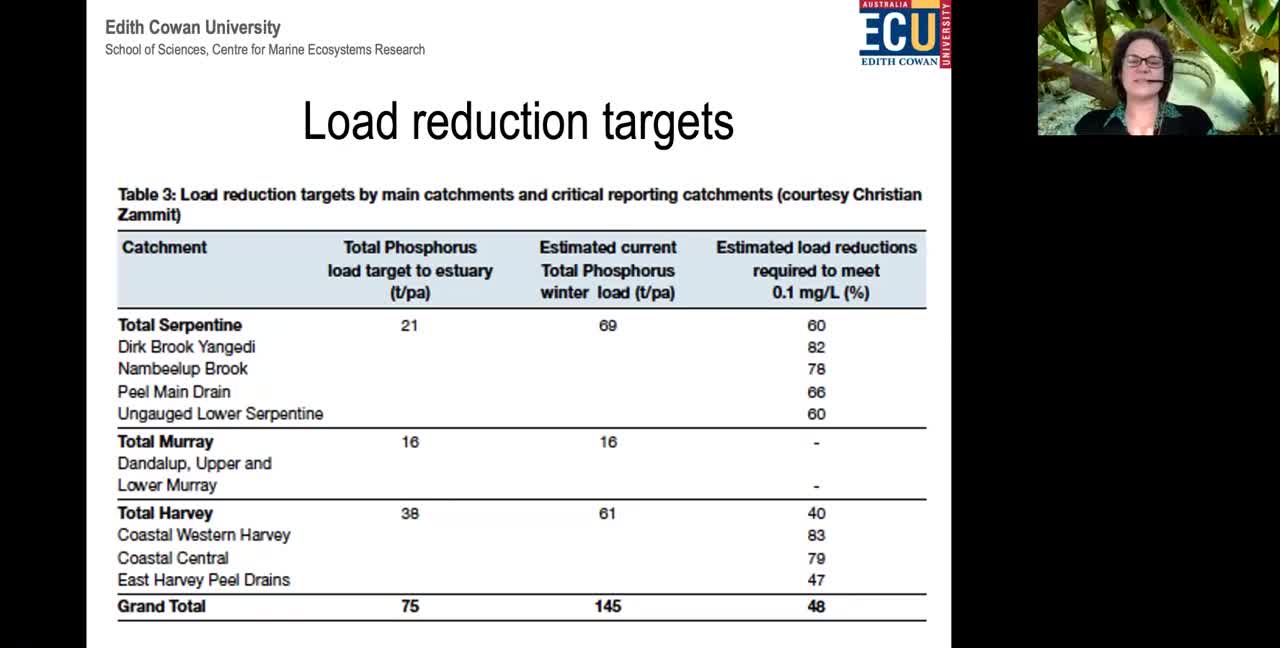 Edith Cowan University
School of Sciences, Centre for Marine Ecosystems Research
AUSTRALIA
ECU
EDITH COWAN
UNIVERSITY
Load reduction targets
Table 3: Load reduction targets by main catchments and critical reporting catchments (courtesy Christian
Zammit)
Catchment Total Phosphorus load target to estuary (t/pa) Estimated current Total Phosphorus winter load (t/pa) Estimated load reductions required to meet 0.1 mg/L (%)
Total Serpentine 21 69 60
Dirk Brook Yangedi 82
Nambeelup Brook 78
Peel Main Drain 66
Ungauged Lower Serpentine 60
Total Murray 16 16 -
Dandalup, Upper and
Lower Murray -
Total Harvey 38 61 40
Coastal Western Harvey 83
Coastal Central 79
East Harvey Peel Drains 47
Grand Total 75 145 48